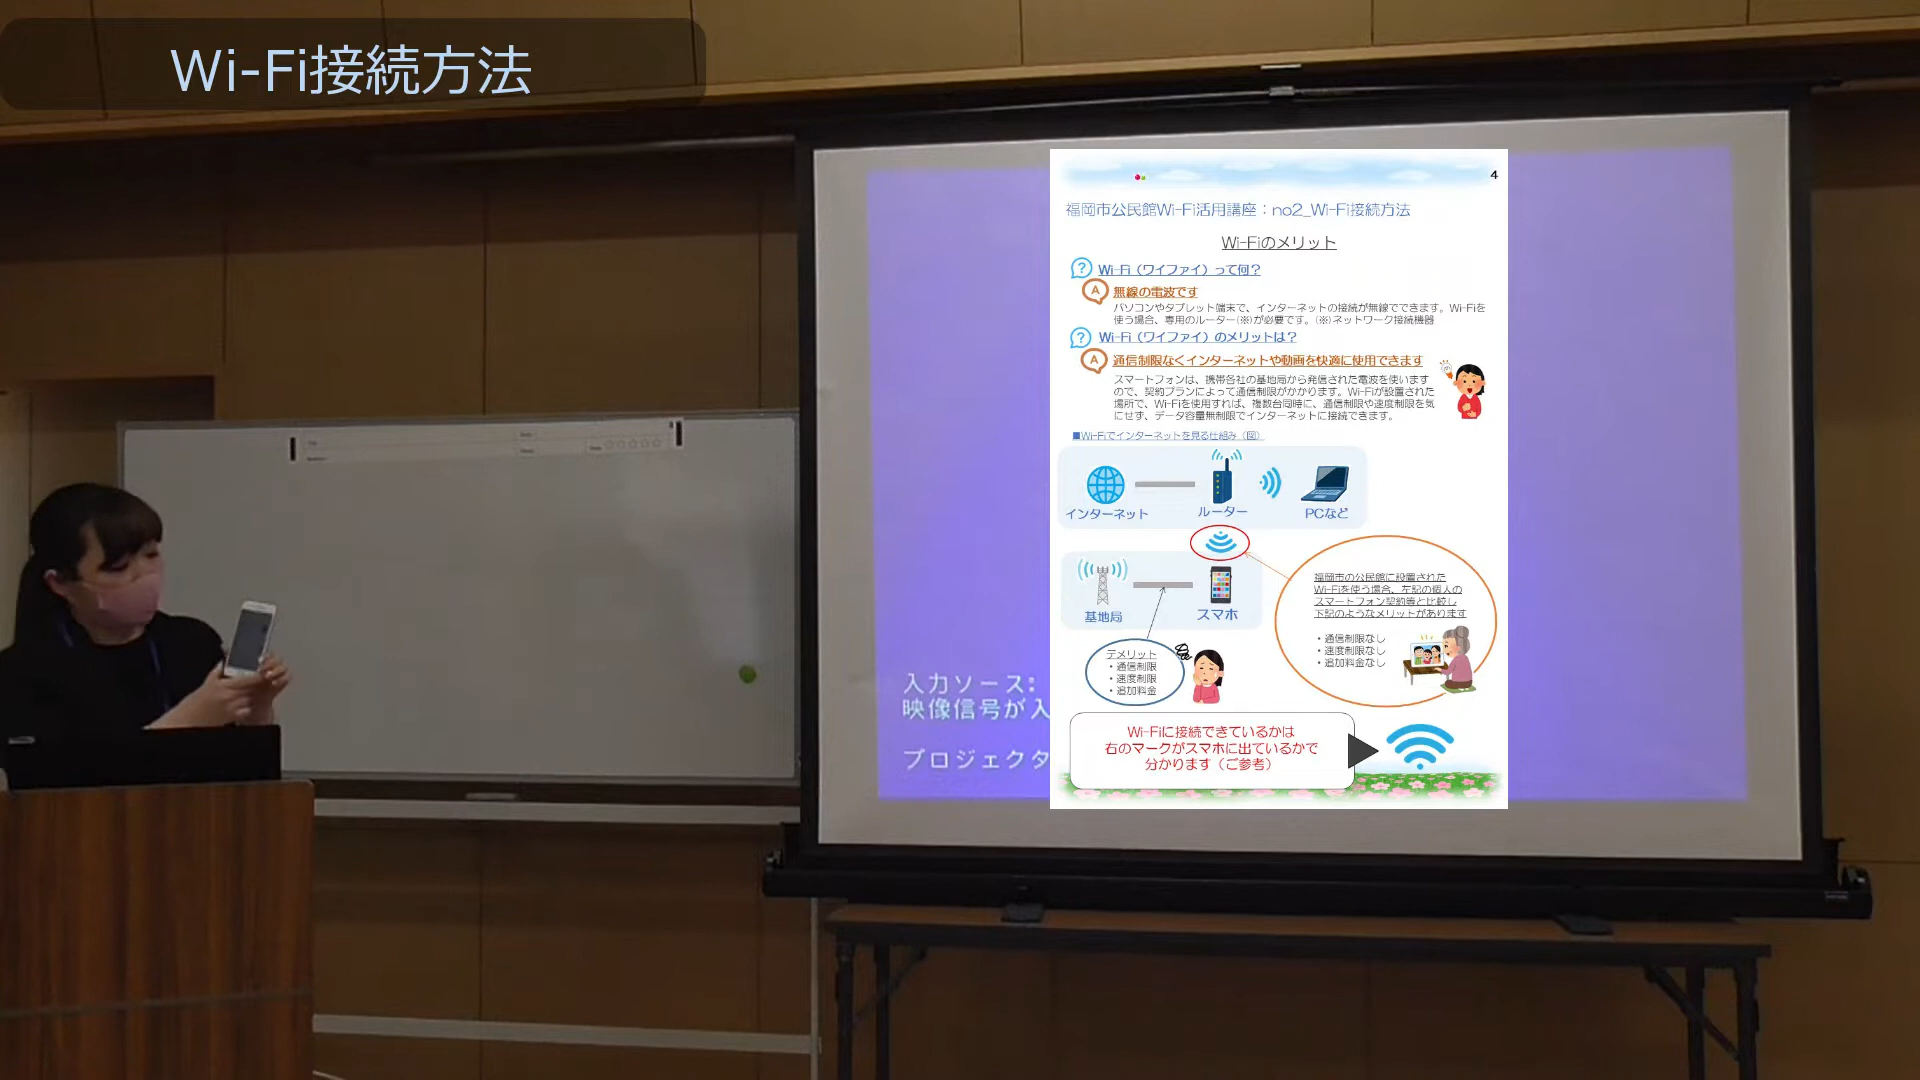 Wi-Fi接続方法
4
福岡市公民館Wi-Fi活用講座：no2_Wi-Fi接続方法
Wi-Fiのメリット
? Wi-Fi（ワイファイ）って何？
A 無線の電波です
パソコンやタブレット端末で、インターネットの接続が無線でできます。Wi-Fiを
使う場合、専用のルーター(※)が必要です。(※)ネットワーク接続機器
? Wi-Fi（ワイファイ）のメリットは？
A 通信制限なくインターネットや動画を快適に使用できます
スマートフォンは、携帯各社の基地局から発信された電波を使います
ので、契約プランによって通信制限がかかります。Wi-Fiが設置された
場所で、Wi-Fiを使用すれば、複数台同時に、通信制限や速度制限を気
にせず、データ容量無制限でインターネットに接続できます。
■Wi-Fiでインターネットを見る仕組み（図）
インターネット
ルーター
PCなど
基地局
スマホ
福岡市の公民館に設置された
Wi-Fiを使う場合、左記の個人の
スマートフォン契約等と比較し
下記のようなメリットがあります
・通信制限なし
・速度制限なし
・追加料金なし
デメリット
・通信制限
・速度制限
・追加料金
Wi-Fiに接続できているかは
右のマークがスマホに出ているかで
分かります（ご参考）
入力ソース:
映像信号が入
プロジェクタ